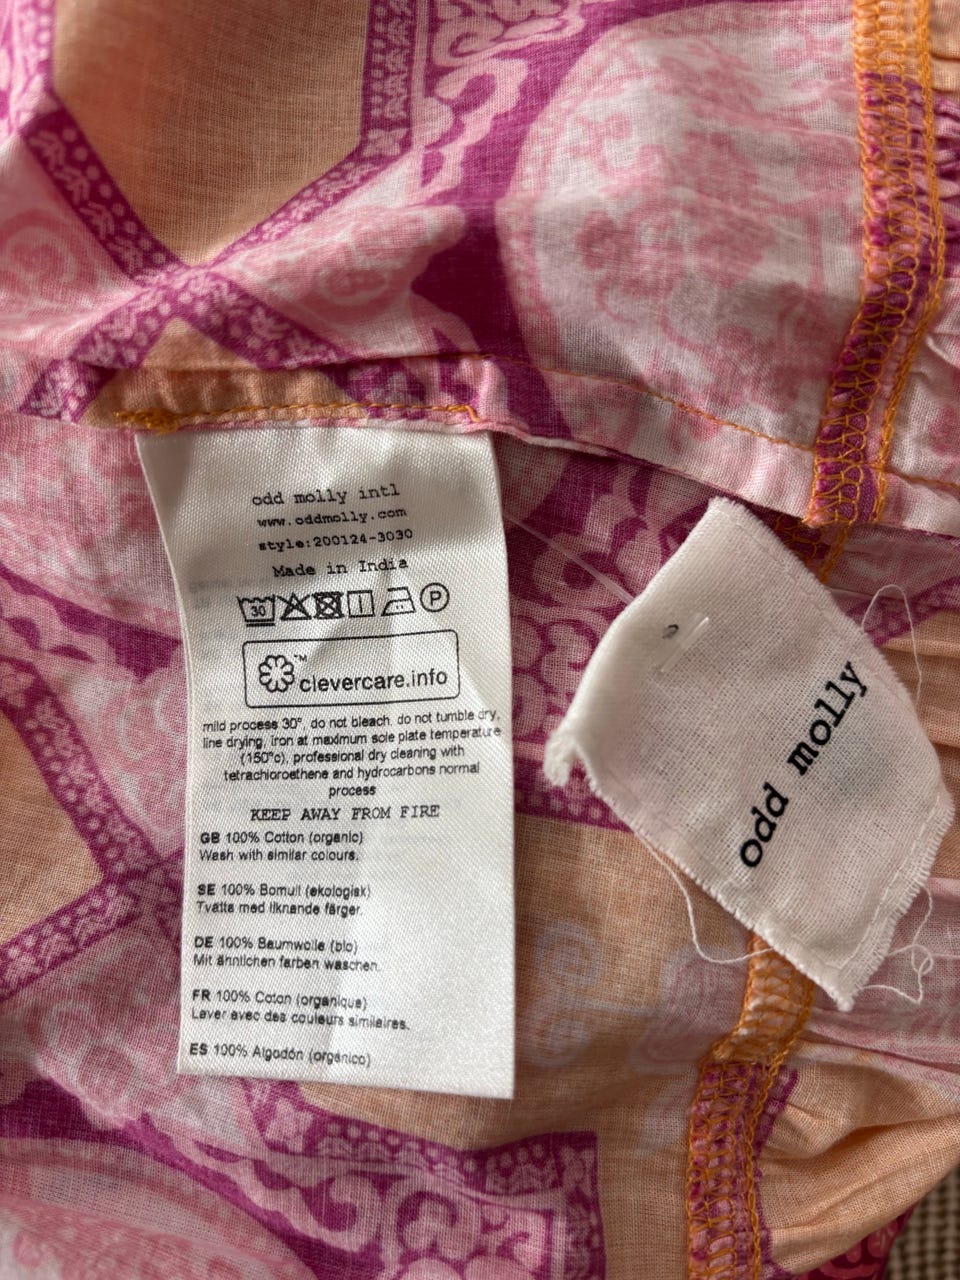 odd molly intl
www.oddmolly.com
style:200124-3030
Made in India
30
P
™
clevercare.info
mild process 30°, do not bleach, do not tumble dry,
line drying, iron at maximum sole plate temperature
(150°c), professional dry cleaning with
tetrachloroethene and hydrocarbons normal
process
KEEP AWAY FROM FIRE
GB 100% Cotton (organic)
Wash with similar colours.
SE 100% Bomull (ekologisk)
Tvätta med liknande färger.
DE 100% Baumwolle (bio)
Mit ähnlichen farben waschen.
FR 100% Coton (organique)
Laver avec des couleurs similaires.
ES 100% Algodón (orgánico)
odd molly